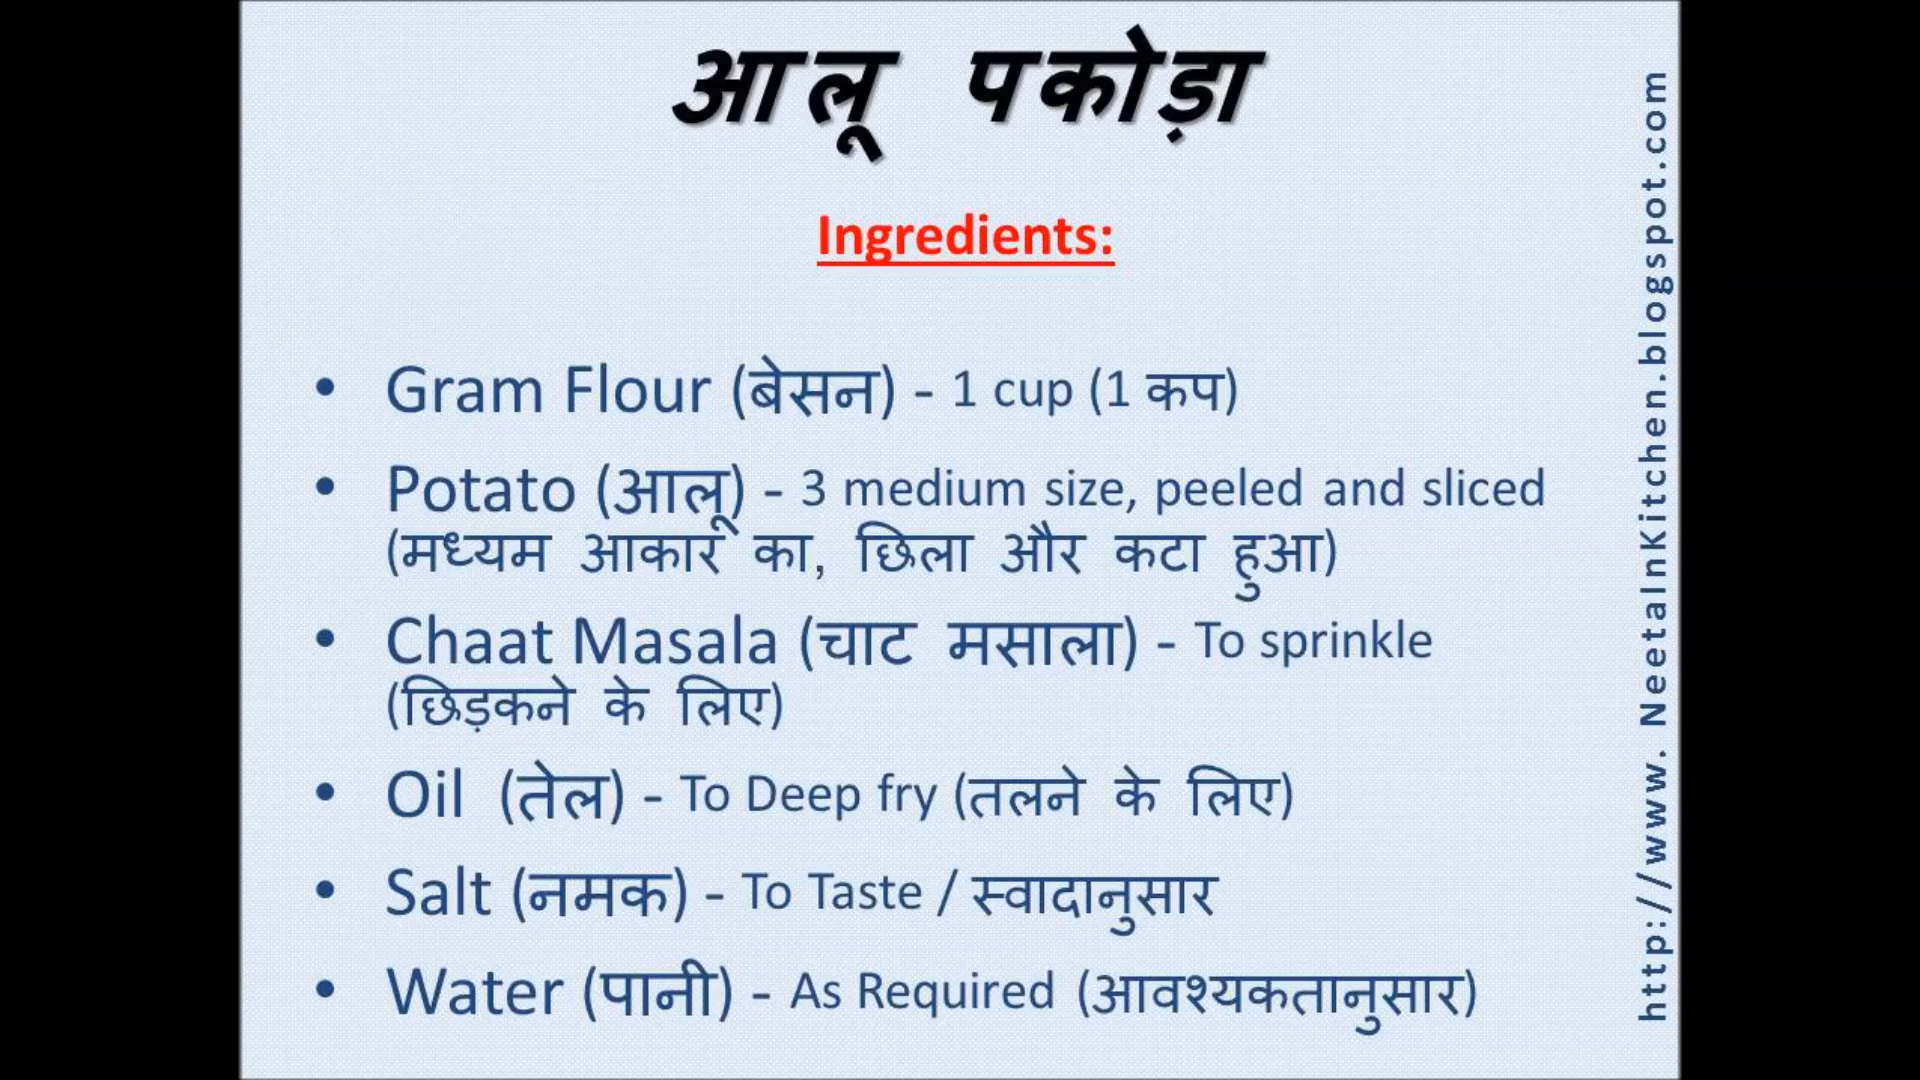 आलू पकोड़ा
Ingredients:
• Gram Flour (बेसन) - 1 cup (1 कप)
• Potato (आलू) - 3 medium size, peeled and sliced
(मध्यम आकार का, छिला और कटा हुआ)
• Chaat Masala (चाट मसाला) - To sprinkle
(छिड़कने के लिए)
• Oil (तेल) - To Deep fry (तलने के लिए)
• Salt (नमक) - To Taste / स्वादानुसार
• Water (पानी) - As Required (आवश्यकतानुसार)
http://www. NeetaInKitchen.blogspot.com